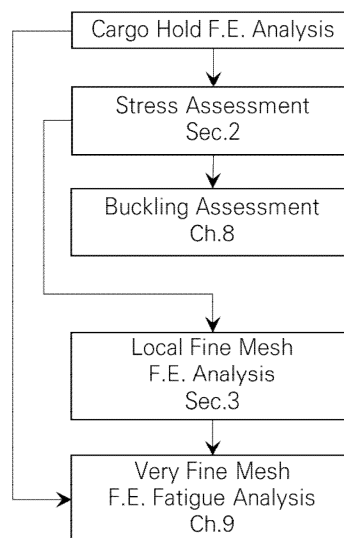 Cargo Hold F.E. Analysis
Stress Assessment
Sec.2
Buckling Assessment
Ch.8
Local Fine Mesh
F.E. Analysis
Sec.3
Very Fine Mesh
F.E. Fatigue Analysis
Ch.9